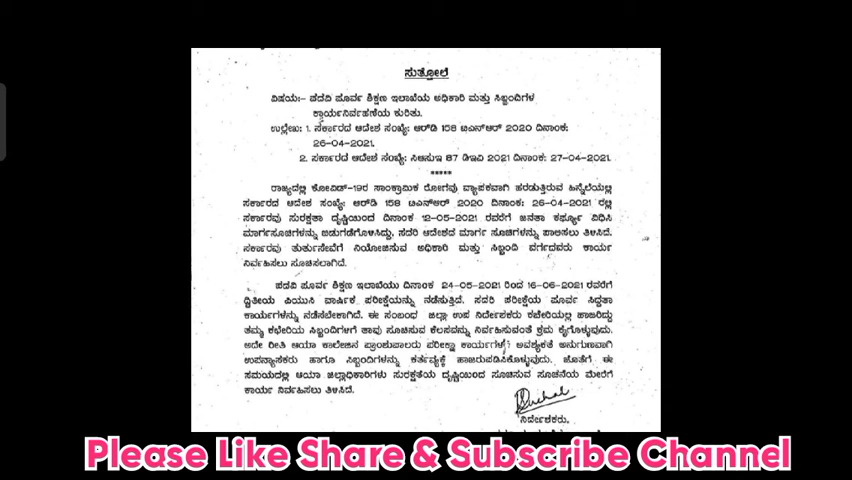 ಸುತ್ತೋಲೆ
ವಿಷಯ:- ಪದವಿ ಪೂರ್ವ ಶಿಕ್ಷಣ ಇಲಾಖೆಯ ಅಧಿಕಾರಿ ಮತ್ತು ಸಿಬ್ಬಂದಿಗಳ
ಕಾರ್ಯನಿರ್ವಹಣೆಯ ಕುರಿತು.
ಉಲ್ಲೇಖ: 1. ಸರ್ಕಾರದ ಆದೇಶ ಸಂಖ್ಯೆ: ಆರ್‌ಡಿ 158 ಟಿಎನ್‌ಆರ್ 2020 ದಿನಾಂಕ:
26-04-2021.
2. ಸರ್ಕಾರದ ಆದೇಶ ಸಂಖ್ಯೆ: ಸಿಆಸುಇ 87 ಡಿಇವಿ 2021 ದಿನಾಂಕ: 27-04-2021.
*****
ರಾಜ್ಯದಲ್ಲಿ ಕೋವಿಡ್-19ರ ಸಾಂಕ್ರಾಮಿಕ ರೋಗವು ವ್ಯಾಪಕವಾಗಿ ಹರಡುತ್ತಿರುವ ಹಿನ್ನೆಲೆಯಲ್ಲಿ
ಸರ್ಕಾರದ ಆದೇಶ ಸಂಖ್ಯೆ: ಆರ್‌ಡಿ 158 ಟಿಎನ್‌ಆರ್ 2020 ದಿನಾಂಕ: 26-04-2021 ರಲ್ಲಿ
ಸರ್ಕಾರವು ಸುರಕ್ಷತಾ ದೃಷ್ಟಿಯಿಂದ ದಿನಾಂಕ 12-05-2021 ರವರೆಗೆ ಜನತಾ ಕರ್ಫ್ಯೂ ವಿಧಿಸಿ
ಮಾರ್ಗಸೂಚಿಗಳನ್ನು ಬಿಡುಗಡೆಗೊಳಿಸಿದ್ದು, ಸದರಿ ಆದೇಶದ ಮಾರ್ಗ ಸೂಚಿಗಳನ್ನು ಪಾಲಿಸಲು ತಿಳಿಸಿದೆ.
ಸರ್ಕಾರವು ತುರ್ತುಸೇವೆಗೆ ನಿಯೋಜಿಸುವ ಅಧಿಕಾರಿ ಮತ್ತು ಸಿಬ್ಬಂದಿ ವರ್ಗದವರು ಕಾರ್ಯ
ನಿರ್ವಹಿಸಲು ಸೂಚಿಸಲಾಗಿದೆ.
ಪದವಿ ಪೂರ್ವ ಶಿಕ್ಷಣ ಇಲಾಖೆಯು ದಿನಾಂಕ 24-05-2021 ರಿಂದ 16-06-2021 ರವರೆಗೆ
ದ್ವಿತೀಯ ಪಿಯುಸಿ ವಾರ್ಷಿಕ ಪರೀಕ್ಷೆಯನ್ನು ನಡೆಸುತ್ತಿದೆ. ಸದರಿ ಪರೀಕ್ಷೆಯ ಪೂರ್ವ ಸಿದ್ಧತಾ
ಕಾರ್ಯಗಳನ್ನು ನಡೆಸಬೇಕಾಗಿದೆ. ಈ ಸಂಬಂಧ ಜಿಲ್ಲಾ ಉಪ ನಿರ್ದೇಶಕರು ಕಚೇರಿಯಲ್ಲಿ ಹಾಜರಿದ್ದು
ತಮ್ಮ ಕಛೇರಿಯ ಸಿಬ್ಬಂದಿಗಳಿಗೆ ತಾವು ಸೂಚಿಸುವ ಕೆಲಸವನ್ನು ನಿರ್ವಹಿಸುವಂತೆ ಕ್ರಮ ಕೈಗೊಳ್ಳುವುದು.
ಅದೇ ರೀತಿ ಆಯಾ ಕಾಲೇಜಿನ ಪ್ರಾಂಶುಪಾಲರು ಪರೀಕ್ಷಾ ಕಾರ್ಯಗಳಿಗೆ ಅವಶ್ಯಕತೆ ಅನುಗುಣವಾಗಿ
ಉಪನ್ಯಾಸಕರು ಹಾಗೂ ಸಿಬ್ಬಂದಿಗಳನ್ನು ಕರ್ತವ್ಯಕ್ಕೆ ಹಾಜರುಪಡಿಸಿಕೊಳ್ಳುವುದು. ಜೊತೆಗೆ ಈ
ಸಮಯದಲ್ಲಿ ಆಯಾ ಜಿಲ್ಲಾಧಿಕಾರಿಗಳು ಸುರಕ್ಷತೆಯ ದೃಷ್ಟಿಯಿಂದ ಸೂಚಿಸುವ ಸೂಚನೆಯ ಮೇರೆಗೆ
ಕಾರ್ಯ ನಿರ್ವಹಿಸಲು ತಿಳಿಸಿದೆ.
ನಿರ್ದೇಶಕರು.
Please Like Share & Subscribe Channel